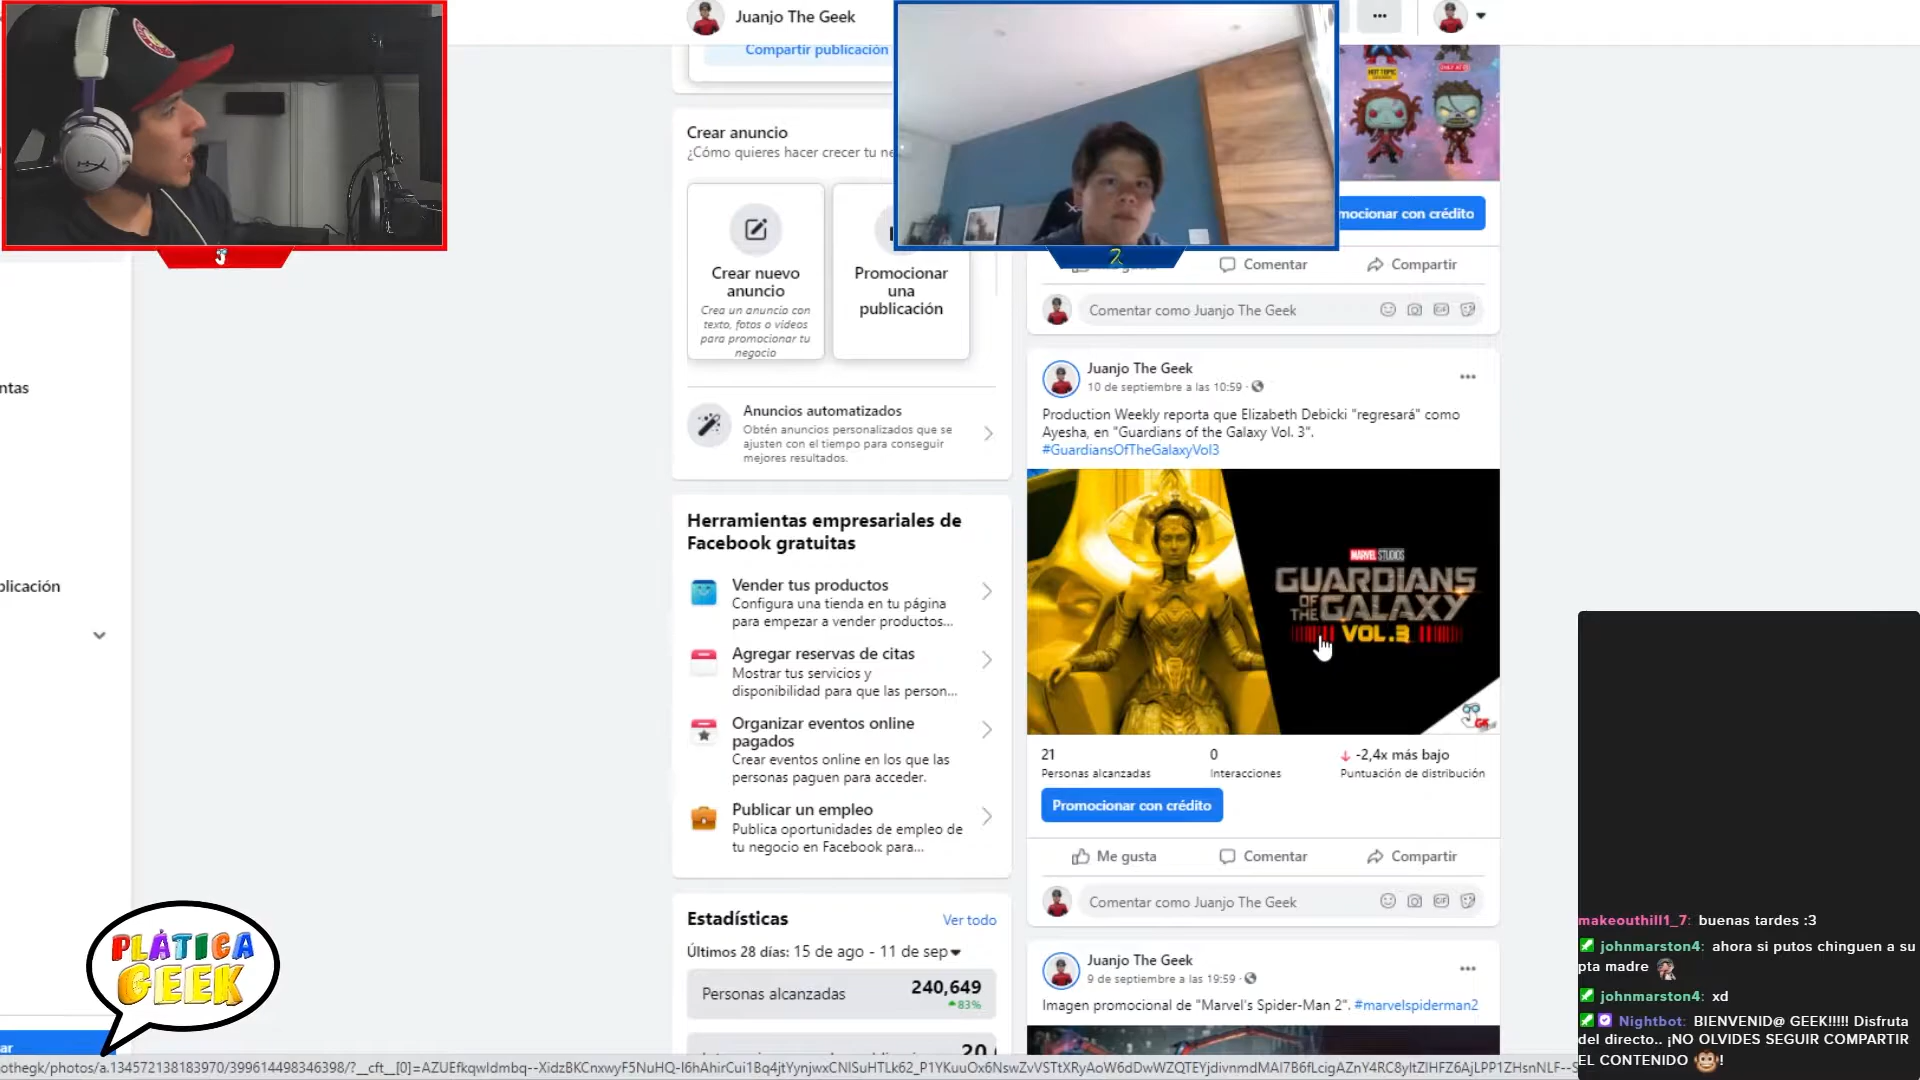 Juanjo The Geek
Compartir publicación
Crear anuncio
¿Cómo quieres hacer crecer tu ne
Crear nuevo
anuncio
Crea un anuncio con
texto, fotos o videos
para promocionar tu
negocio
Promocionar
una
publicación
Anuncios automatizados
Obtén anuncios personalizados que se
ajusten con el tiempo para conseguir
mejores resultados.
Herramientas empresariales de
Facebook gratuitas
Vender tus productos
Configura una tienda en tu página
para empezar a vender productos...
Agregar reservas de citas
Mostrar tus servicios y
disponibilidad para que las person...
Organizar eventos online
pagados
Crear eventos online en los que las
personas paguen para acceder.
Publicar un empleo
Publica oportunidades de empleo de
tu negocio en Facebook para...
Estadísticas
Ver todo
Últimos 28 días: 15 de ago - 11 de sep
Personas alcanzadas
240,649
83%
20
HOT TOPIC
mocionar con crédito
Comentar
Compartir
Comentar como Juanjo The Geek
Juanjo The Geek
10 de septiembre a las 10:59 ·
Production Weekly reporta que Elizabeth Debicki "regresará" como
Ayesha, en "Guardians of the Galaxy Vol. 3".
#GuardiansOfTheGalaxyVol3
MARVEL STUDIOS
GUARDIANS
OF THE GALAXY
VOL.3
21
Personas alcanzadas
0
Interacciones
-2,4x más bajo
Puntuación de distribución
Promocionar con crédito
Me gusta
Comentar
Compartir
Comentar como Juanjo The Geek
Juanjo The Geek
9 de septiembre a las 19:59 ·
Imagen promocional de "Marvel's Spider-Man 2". #marvelspiderman2
ntas
blicación
ar
J
2
PLÁTICA
GEEK
makeouthill1_7: buenas tardes :3
johnmarston4: ahora si putos chinguen a su
pta madre
johnmarston4: xd
Nightbot: BIENVENID@ GEEK!!!!! Disfruta
del directo.. ¡NO OLVIDES SEGUIR COMPARTIR
EL CONTENIDO !